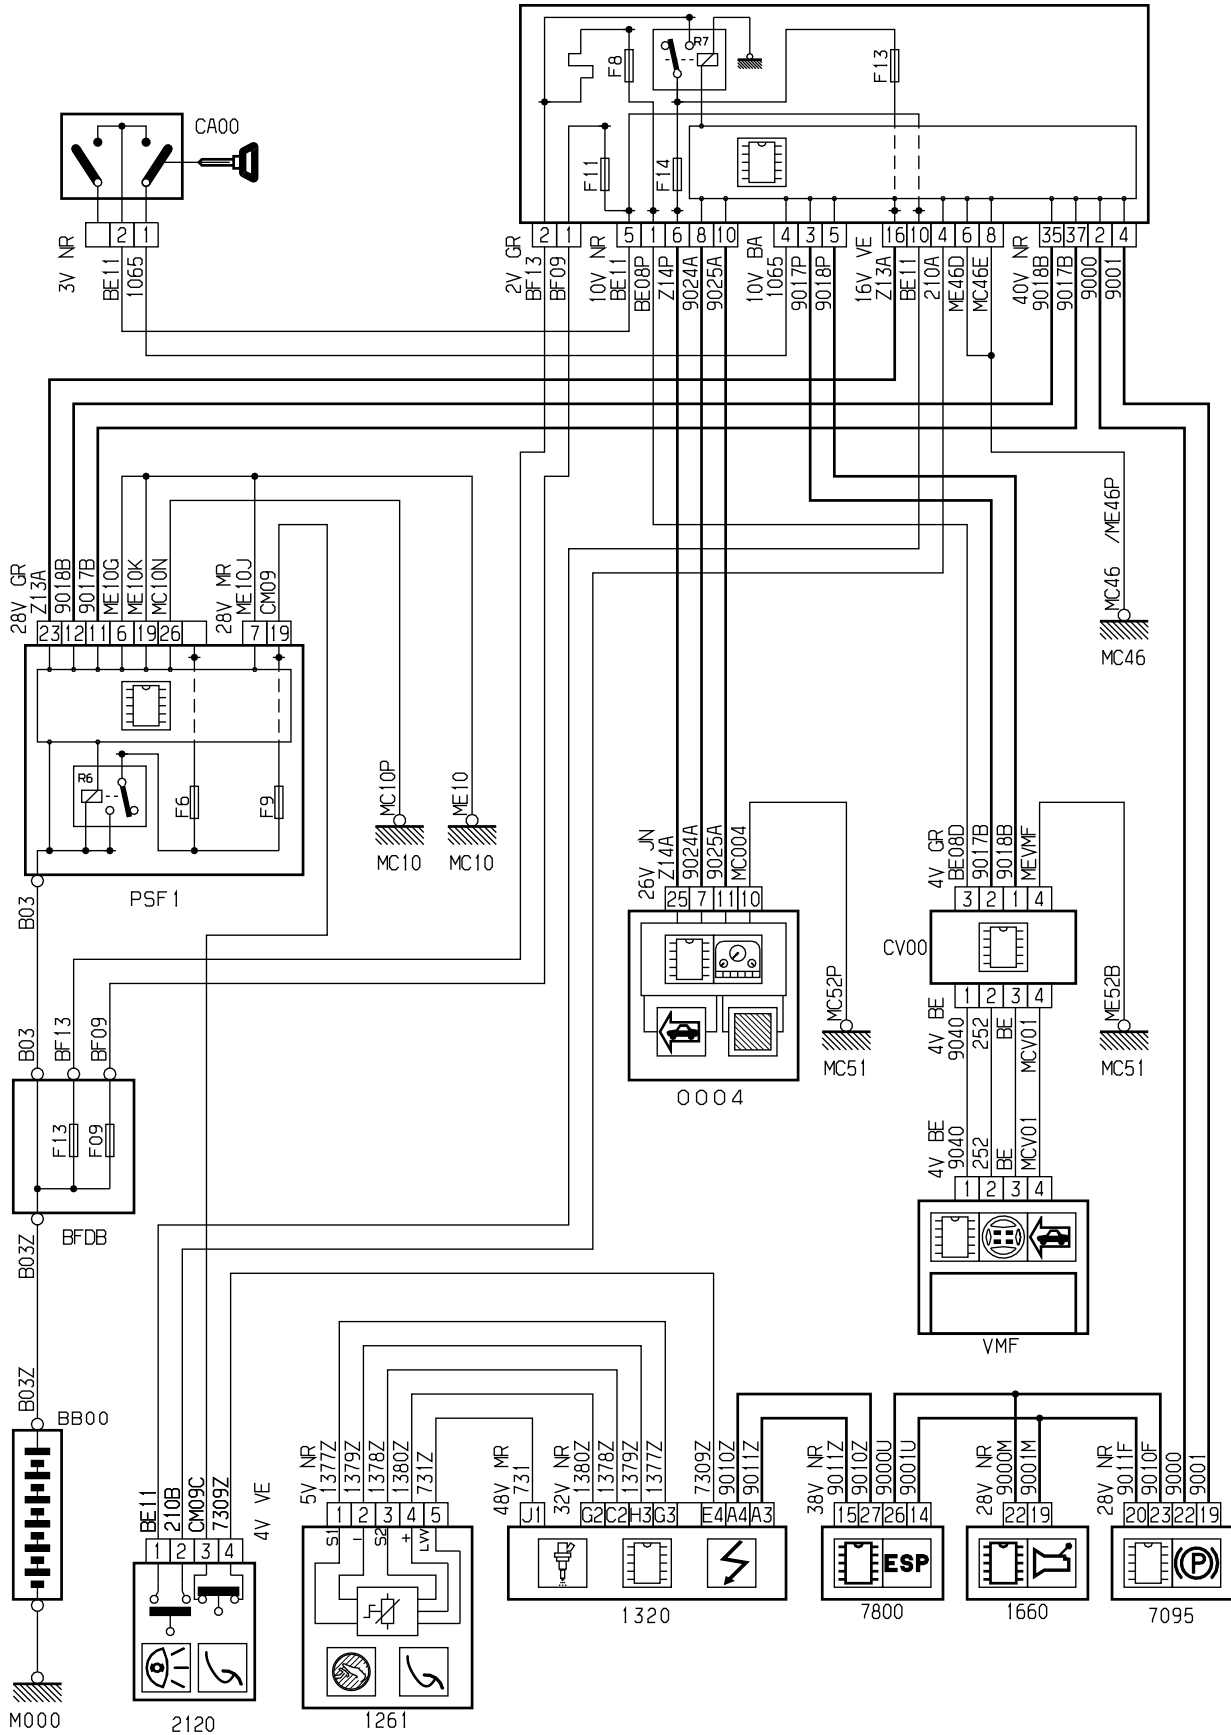 R7
F8
F13
F11
F14
CA00
2 1
3V NR
BE11
1065
2 1 5 1 6 8 10 4 3 5 16 10 4 6 8 35 37 2 4
2V GR
BF13
BF09
10V NR
BE11
BE08P
Z14P
9024A
9025A
10V BA
1065
9017P
9018P
16V VE
Z13A
BE11
210A
ME46D
MC46E
40V NR
9018B
9017B
9000
9001
MC46 /ME46P
MC46
28V GR
Z13A
9018B
9017B
ME10G
ME10K
MC10N
28V MR
ME10J
CM09
23 12 11 6 19 26 7 19
R6
F6
F9
PSF1
MC10P
MC10
ME10
MC10
B03
26V JN
Z14A
9024A
9025A
MC004
25 7 11 10
0004
MC52P
MC51
4V GR
BE08D
9017B
9018B
MEVMF
3 2 1 4
CV00
1 2 3 4
4V BE
9040
252
BE
MCV01
ME52B
MC51
4V BE
9040
252
BE
MCV01
1 2 3 4
VMF
B03
BF13
BF09
F13
F09
BFDB
B03Z
B03Z
BB00
M000
BE11
210B
CM09C
7309Z
4V VE
1 2 3 4
2120
5V NR
1377Z
1379Z
1378Z
1380Z
731Z
1 2 3 4 5
S1
−
S2
+
LVV
1261
48V MR
731
32V NR
1380Z
1378Z
1379Z
1377Z
7309Z
9010Z
9011Z
J1 G2 C2 H3 G3 E4 A4 A3
1320
38V NR
9011Z
9010Z
9000U
9001U
15 27 26 14
ESP
7800
28V NR
9000M
9001M
22 19
1660
28V NR
9011F
9010F
9000
9001
20 23 22 19
P
7095